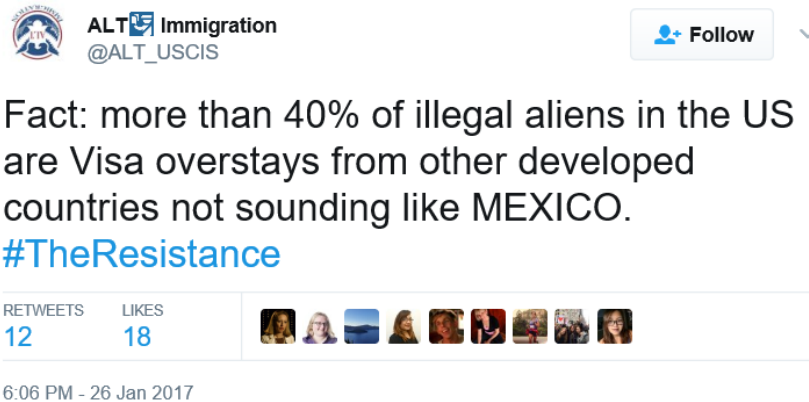 ALT Immigration
@ALT_USCIS
Follow
Fact: more than 40% of illegal aliens in the US
are Visa overstays from other developed
countries not sounding like MEXICO.
#TheResistance
RETWEETS LIKES
12 18
6:06 PM - 26 Jan 2017